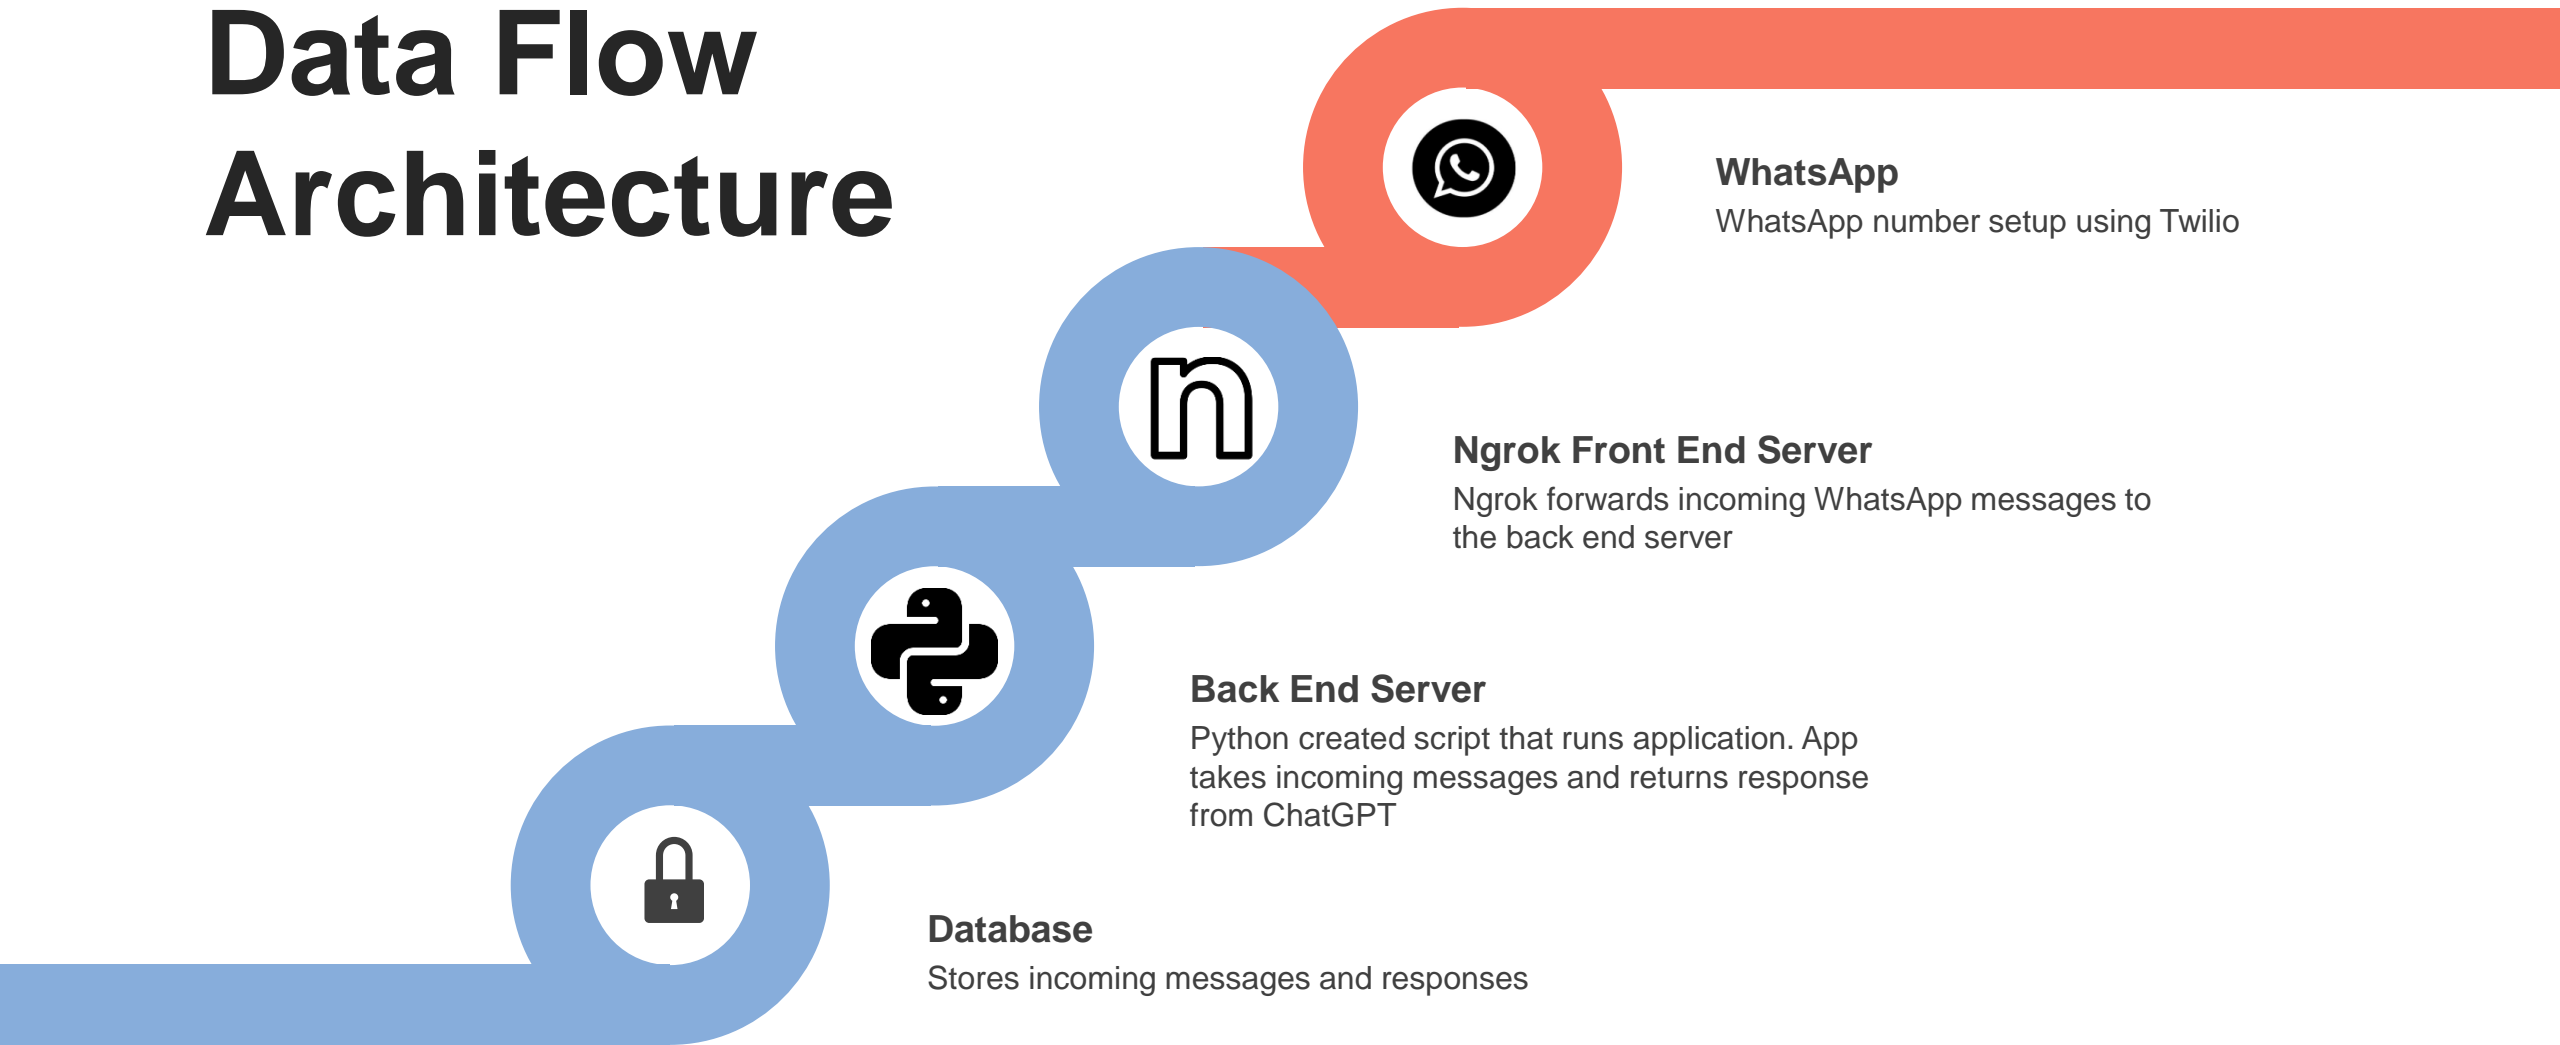 Data Flow
Architecture
WhatsApp
WhatsApp number setup using Twilio
Ngrok Front End Server
Ngrok forwards incoming WhatsApp messages to
the back end server
Back End Server
Python created script that runs application. App
takes incoming messages and returns response
from ChatGPT
Database
Stores incoming messages and responses